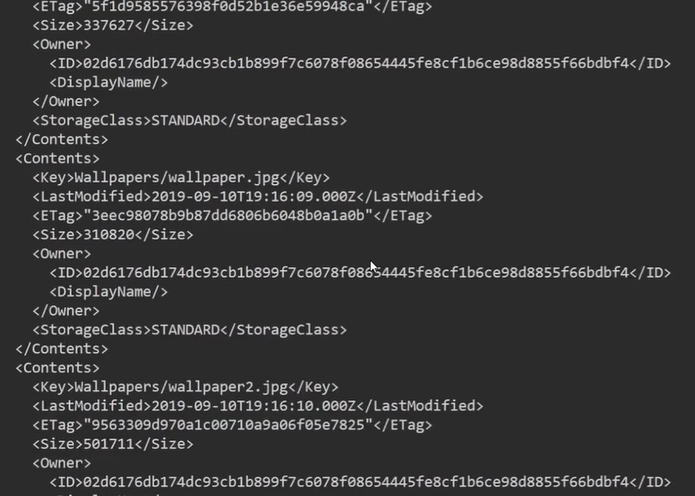 <ETag>"5f1d9585576398f0d52b1e36e59948ca"</ETag>
<Size>337627</Size>
<Owner>
<ID>02d6176db174dc93cb1b899f7c6078f08654445fe8cf1b6ce98d8855f66bdbf4</ID>
<DisplayName/>
</Owner>
<StorageClass>STANDARD</StorageClass>
</Contents>
<Contents>
<Key>Wallpapers/wallpaper.jpg</Key>
<LastModified>2019-09-10T19:16:09.000Z</LastModified>
<ETag>"3eec98078b9b87dd6806b6048b0a1a0b"</ETag>
<Size>310820</Size>
<Owner>
<ID>02d6176db174dc93cb1b899f7c6078f08654445fe8cf1b6ce98d8855f66bdbf4</ID>
<DisplayName/>
</Owner>
<StorageClass>STANDARD</StorageClass>
</Contents>
<Contents>
<Key>Wallpapers/wallpaper2.jpg</Key>
<LastModified>2019-09-10T19:16:10.000Z</LastModified>
<ETag>"9563309d970a1c00710a9a06f05e7825"</ETag>
<Size>501711</Size>
<Owner>
<ID>02d6176db174dc93cb1b899f7c6078f08654445fe8cf1b6ce98d8855f66bdbf4</ID>